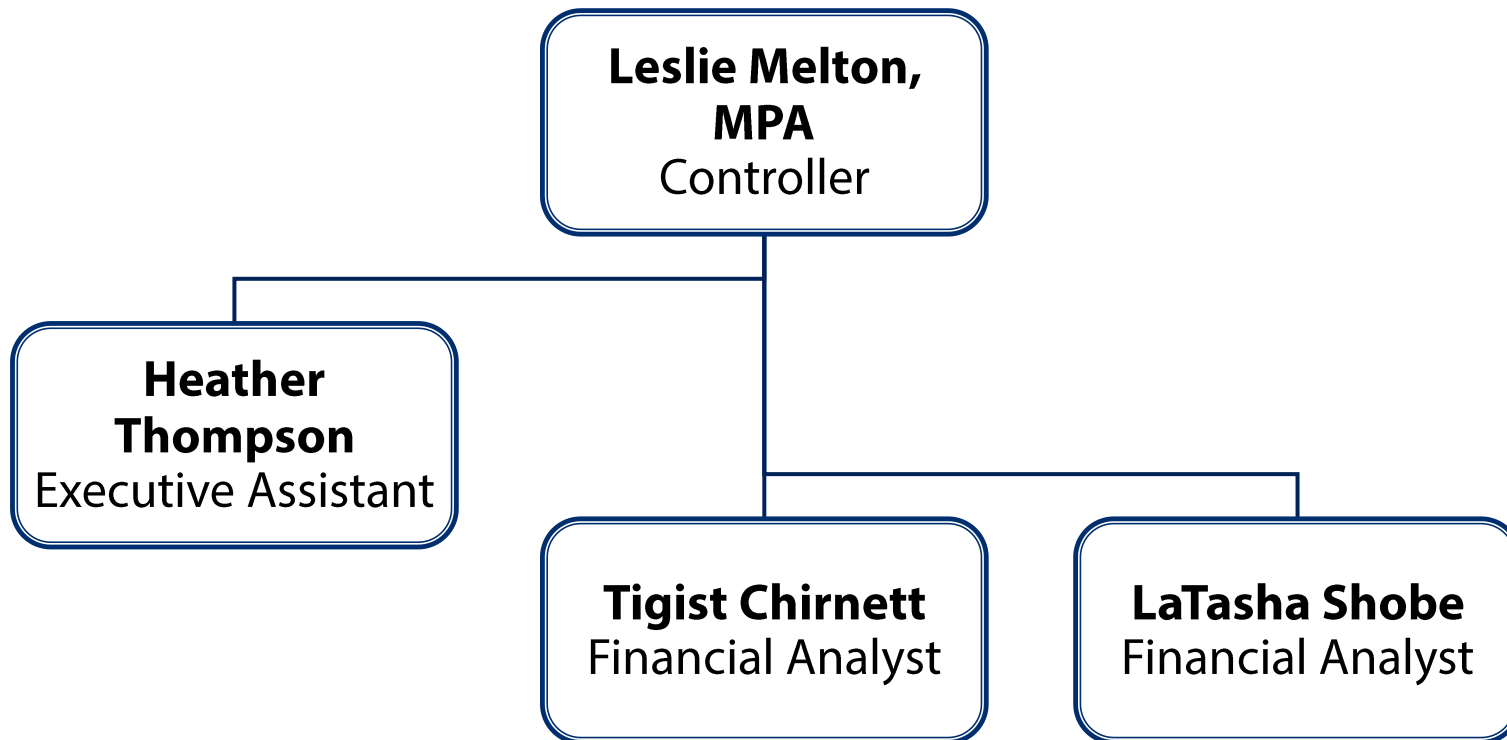 Leslie Melton,
MPA
Controller
Heather
Thompson
Executive Assistant
Tigist Chirnett
Financial Analyst
LaTasha Shobe
Financial Analyst